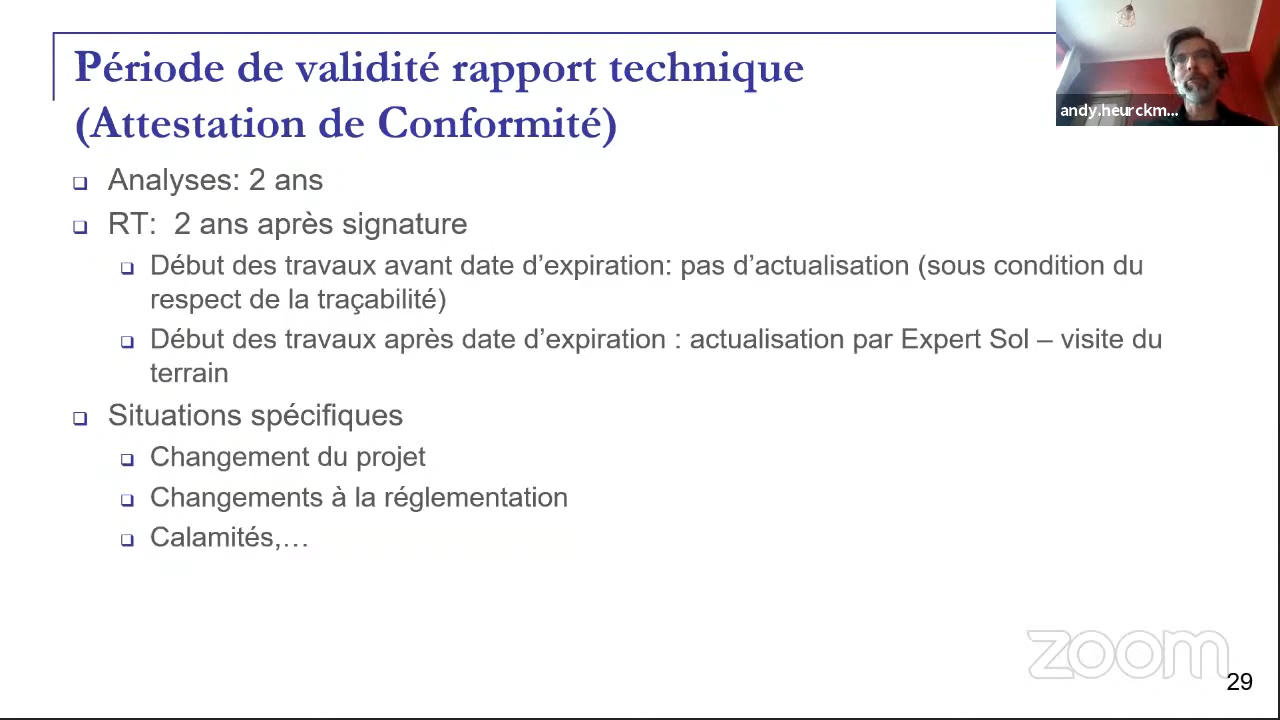 Période de validité rapport technique
(Attestation de Conformité)
andy.heurckm...
Analyses: 2 ans
RT: 2 ans après signature
Début des travaux avant date d’expiration: pas d’actualisation (sous condition du
respect de la traçabilité)
Début des travaux après date d’expiration : actualisation par Expert Sol – visite du
terrain
Situations spécifiques
Changement du projet
Changements à la réglementation
Calamités,…
zoom
29